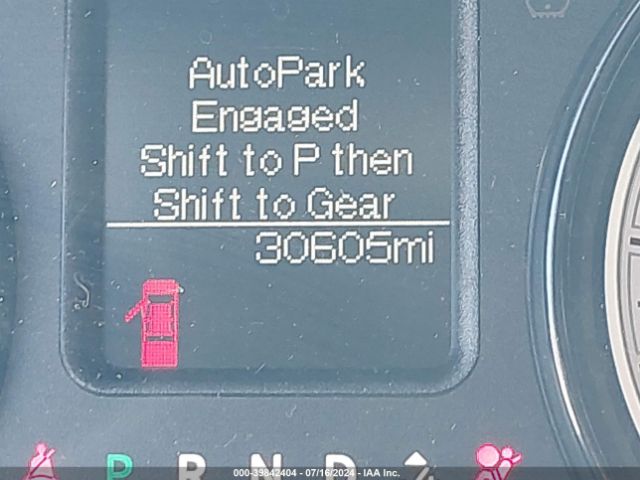 AutoPark
Engaged
Shift to P then
Shift to Gear
30605mi
P R N D
000-39842404 - 07/16/2024 - IAA Inc.